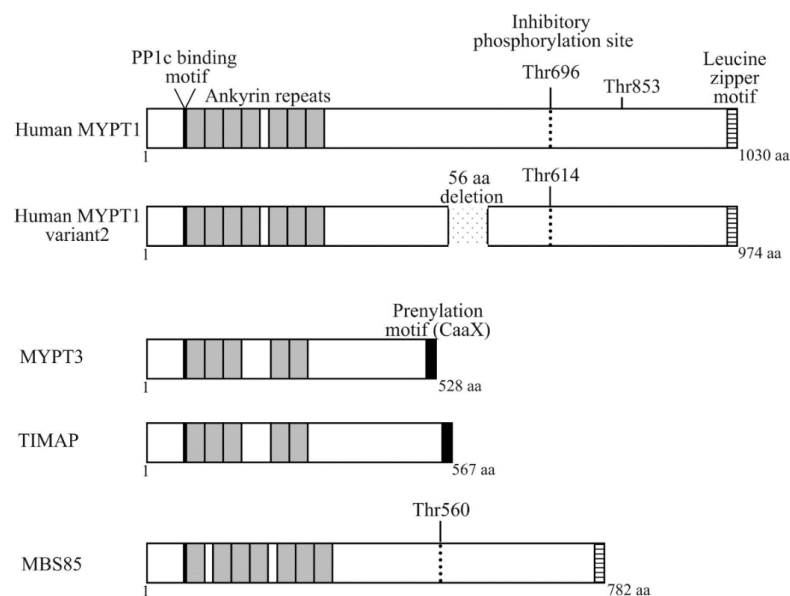 Inhibitory
phosphorylation site
PP1c binding
motif
Ankyrin repeats
Thr696
Thr853
Leucine
zipper
motif
Human MYPT1
1
1030 aa
56 aa
deletion
Thr614
Human MYPT1
variant2
1
974 aa
Prenylation
motif (CaaX)
MYPT3
1
528 aa
TIMAP
1
567 aa
Thr560
MBS85
1
782 aa